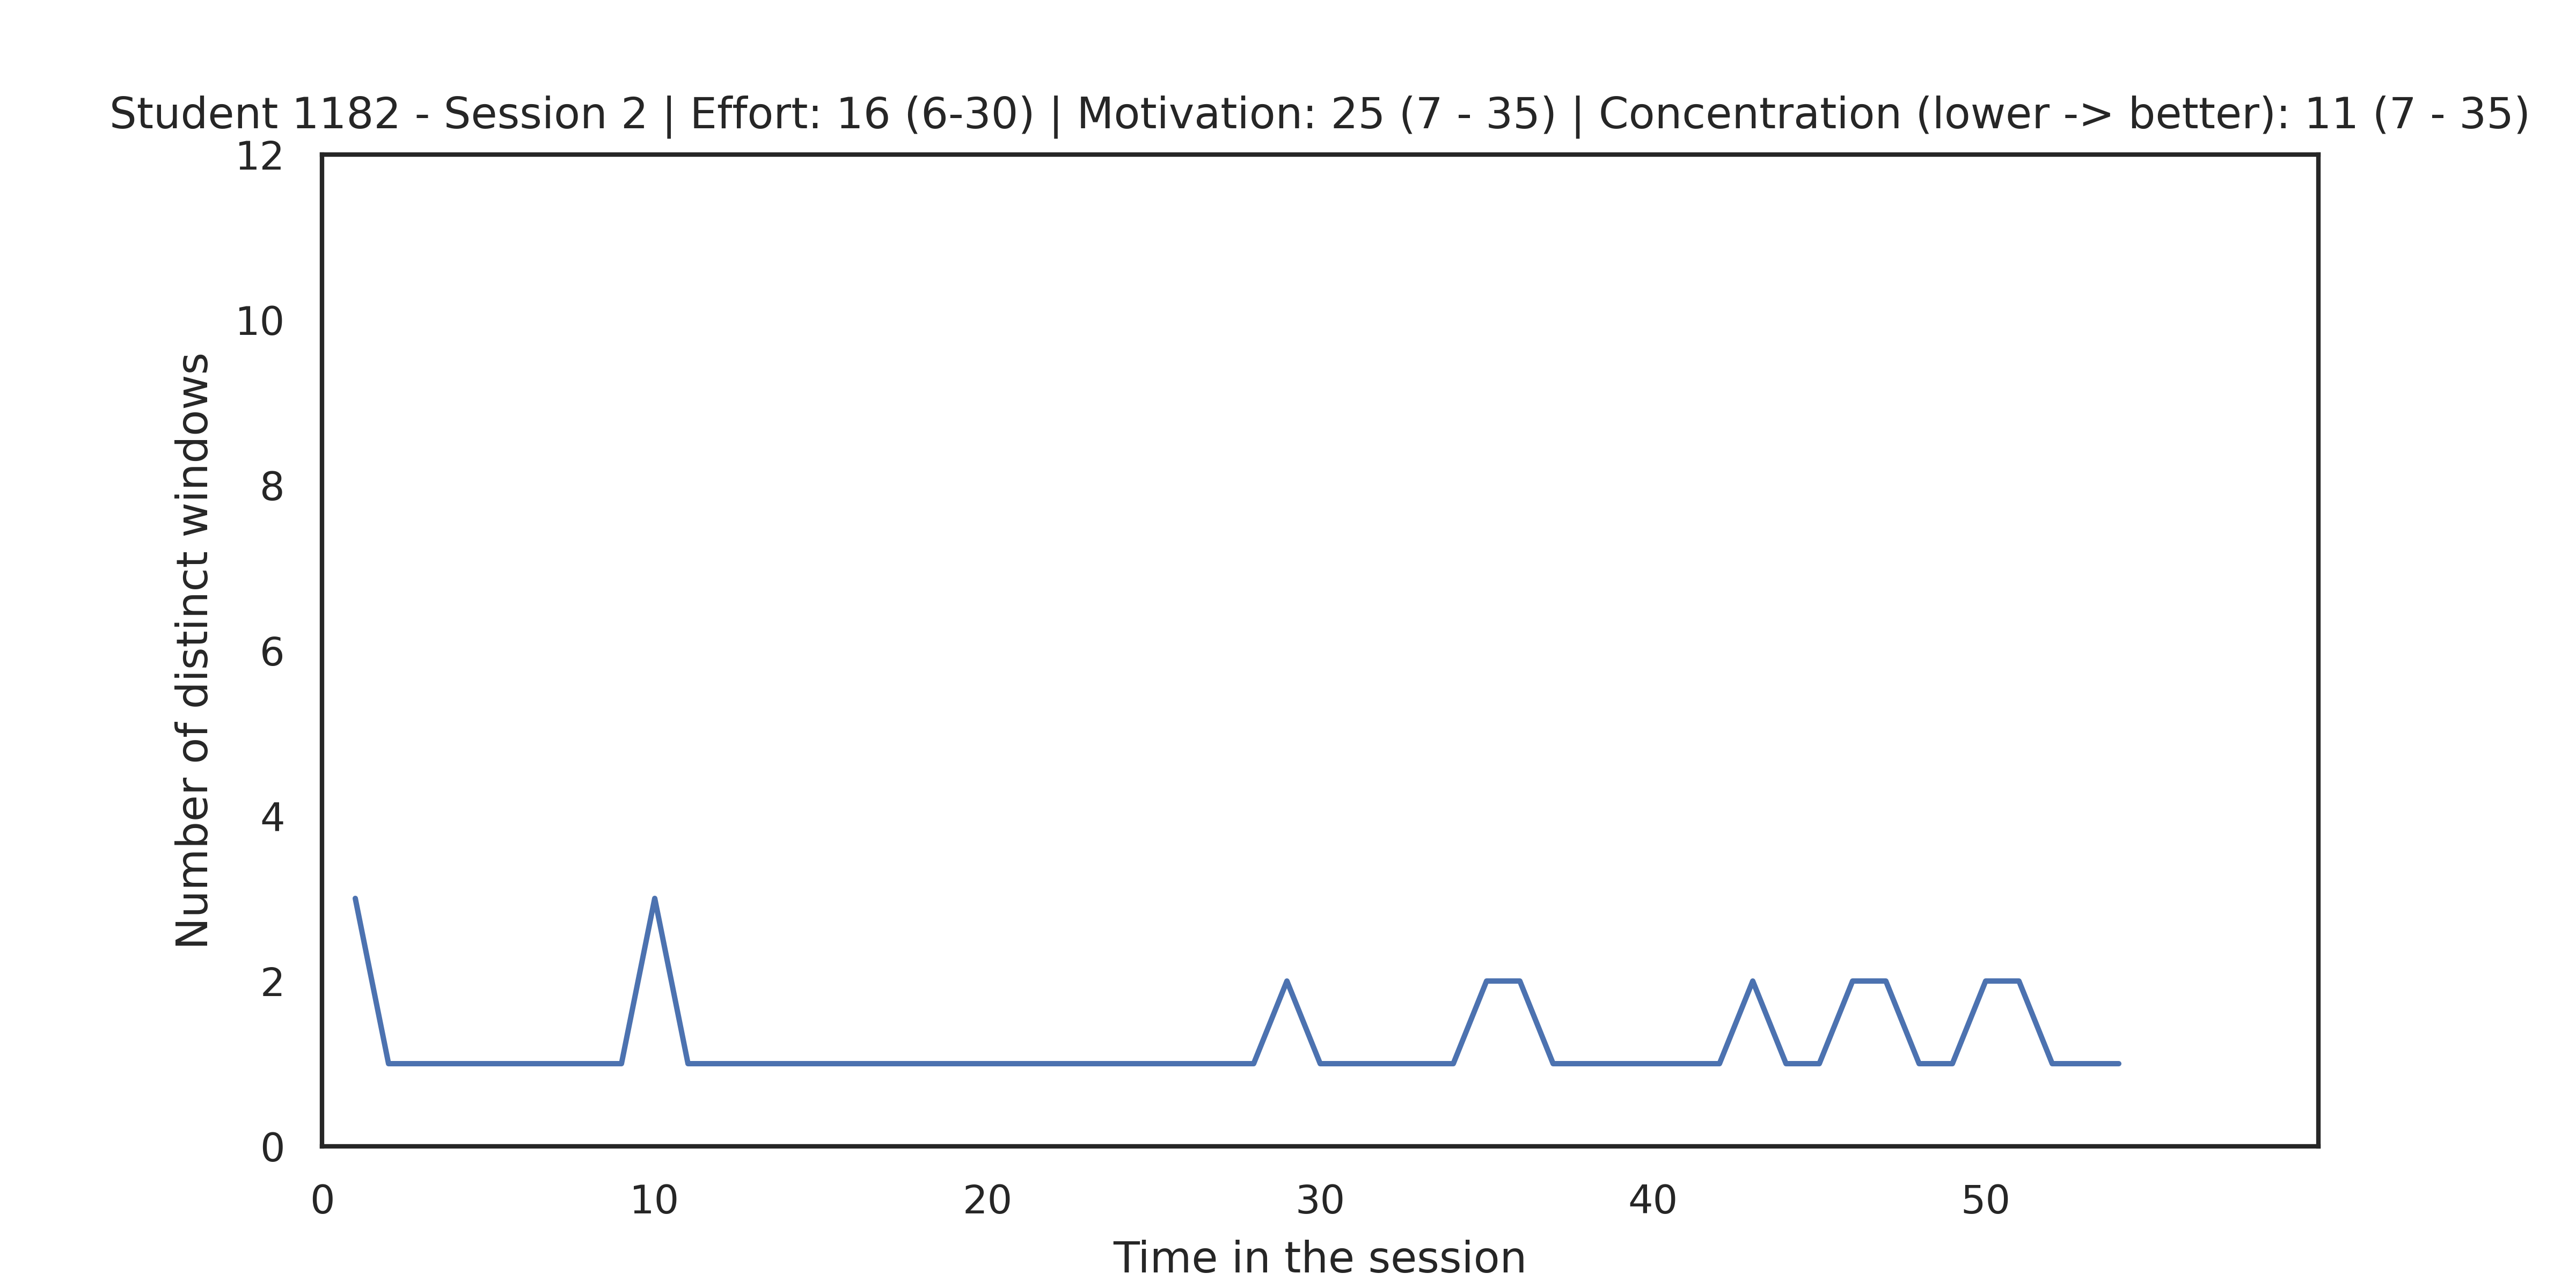 Student 1182 - Session 2 | Effort: 16 (6-30) | Motivation: 25 (7 - 35) | Concentration (lower -> better): 11 (7 - 35)
12
10
8
6
4
2
0
Number of distinct windows
0 10 20 30 40 50
Time in the session